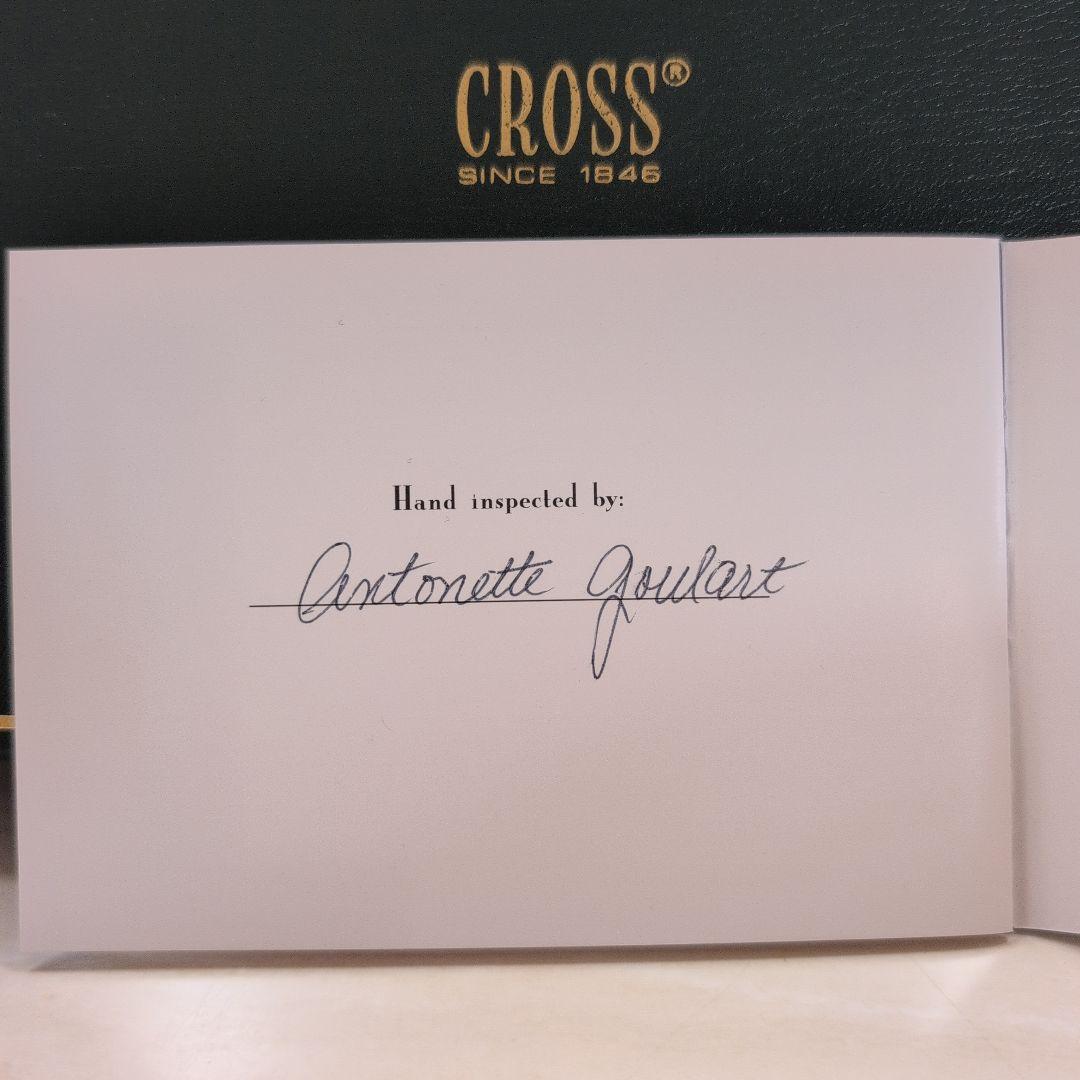 CROSS®
SINCE 1846
Hand inspected by:
Antonette Goulart